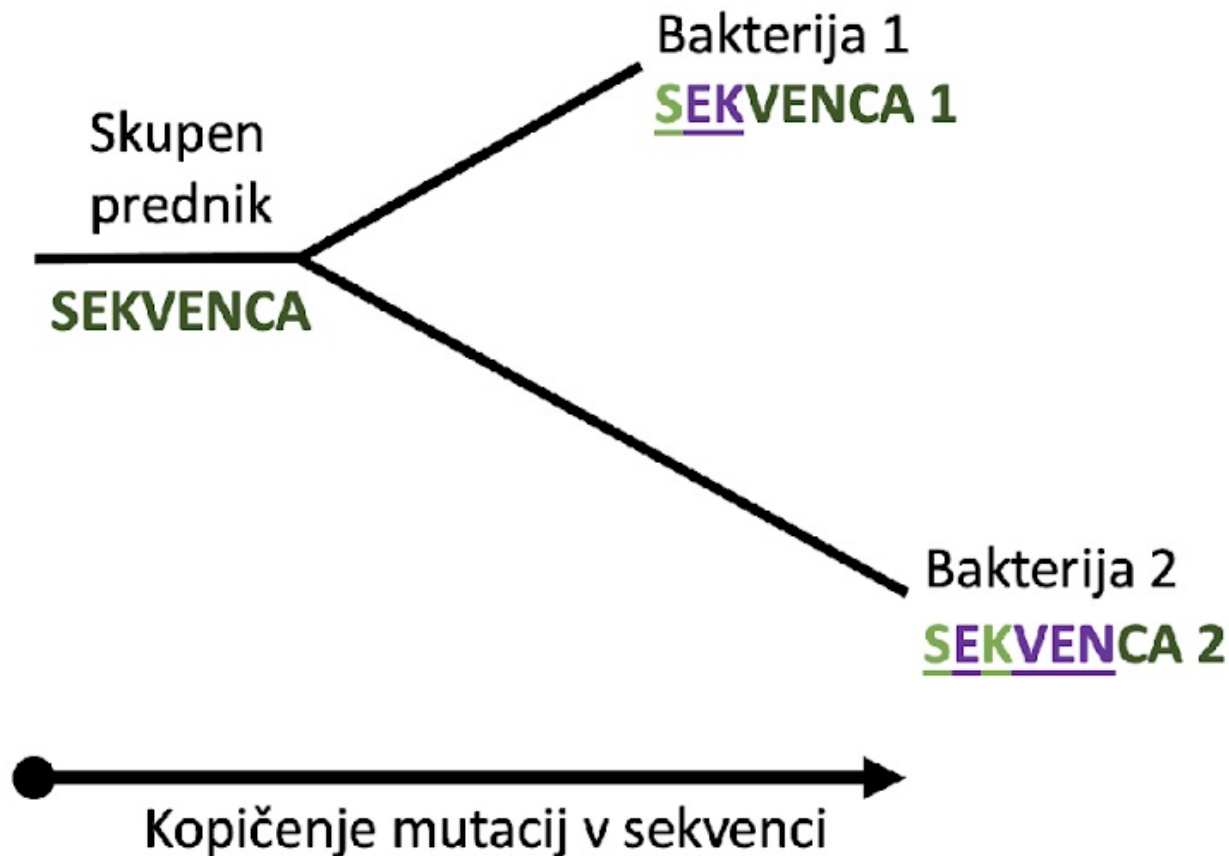 Bakterija 1
SEKVENCA 1
Skupen
prednik
SEKVENCA
Bakterija 2
SEKVENCA 2
Kopičenje mutacij v sekvenci